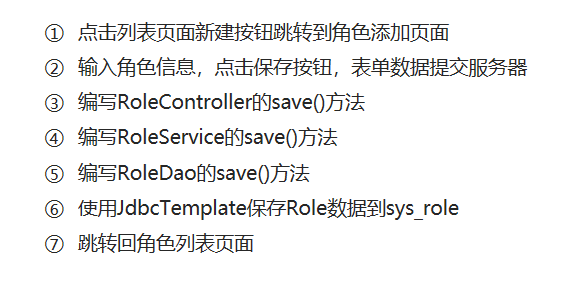 ① 点击列表页面新建按钮跳转到角色添加页面
② 输入角色信息，点击保存按钮，表单数据提交服务器
③ 编写RoleController的save()方法
④ 编写RoleService的save()方法
⑤ 编写RoleDao的save()方法
⑥ 使用JdbcTemplate保存Role数据到sys_role
⑦ 跳转回角色列表页面